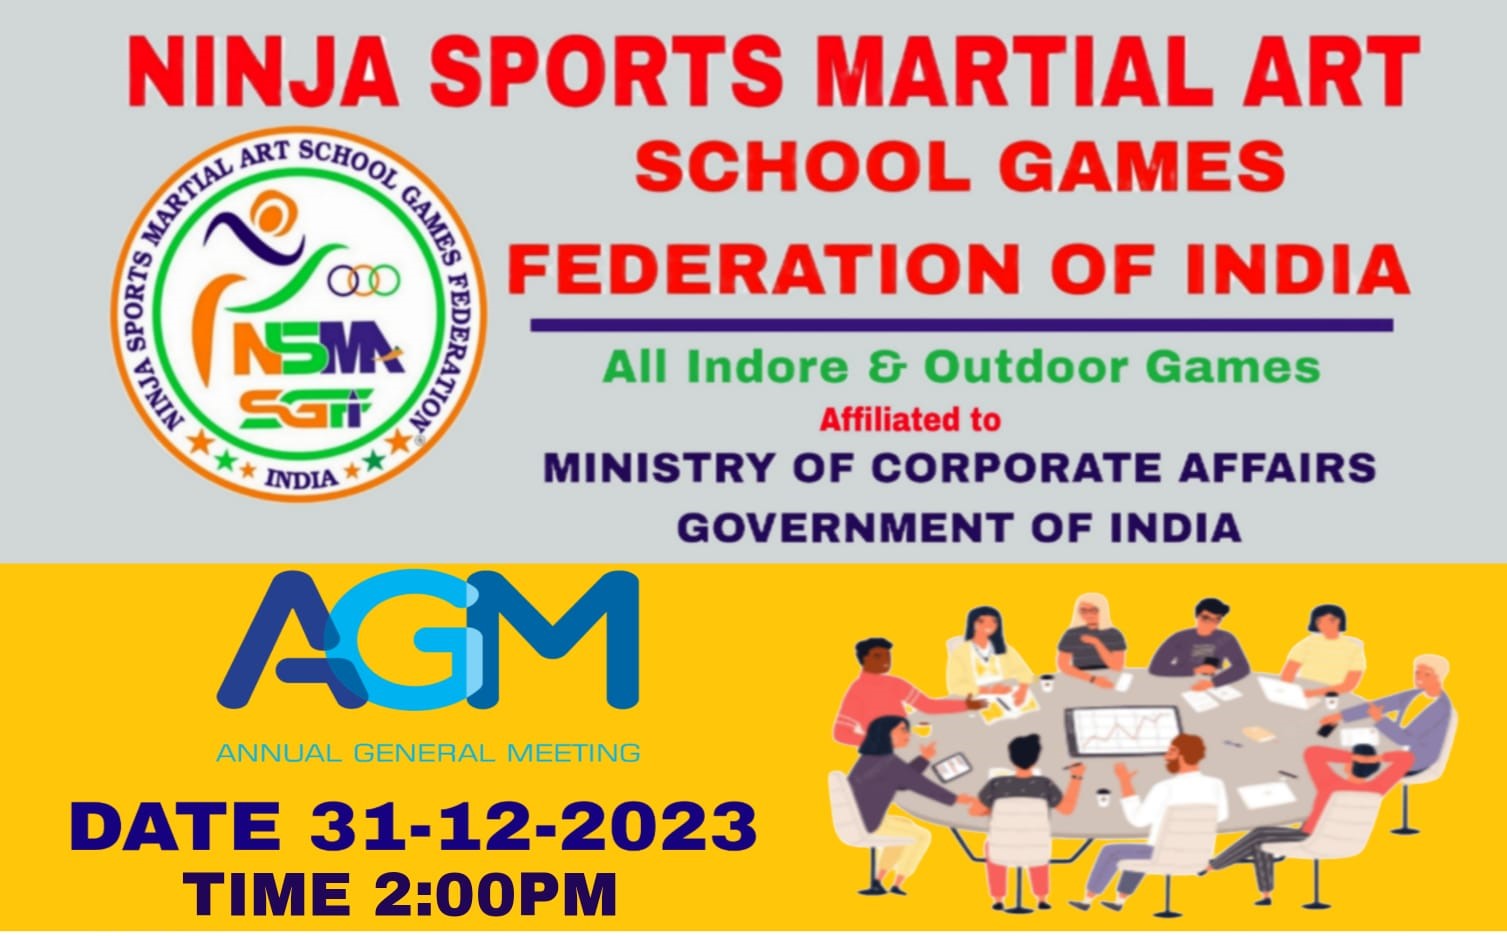 NINJA SPORTS MARTIAL ART
SCHOOL GAMES
FEDERATION OF INDIA
NINJA SPORTS MARTIAL ART SCHOOL GAMES FEDERATION
NSMA
SGFI
INDIA
All Indore & Outdoor Games
Affiliated to
MINISTRY OF CORPORATE AFFAIRS
GOVERNMENT OF INDIA
AGM
ANNUAL GENERAL MEETING
DATE 31-12-2023
TIME 2:00PM